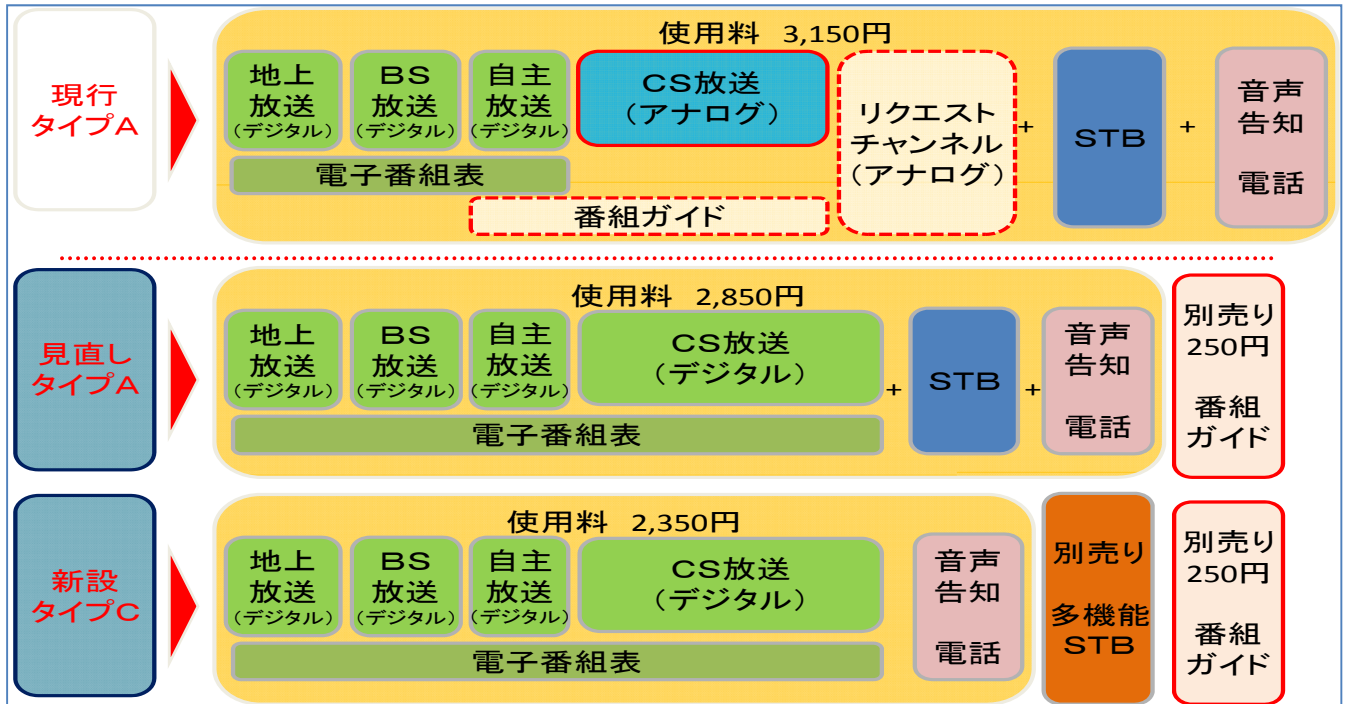 現行
タイプA
使用料 3,150円
地上
放送
(デジタル)
BS
放送
(デジタル)
自主
放送
(デジタル)
CS放送
(アナログ)
リクエスト
チャンネル
(アナログ)
+
STB
+
音声
告知
電話
電子番組表
番組ガイド
見直し
タイプA
使用料 2,850円
地上
放送
(デジタル)
BS
放送
(デジタル)
自主
放送
(デジタル)
CS放送
(デジタル)
+
STB
+
音声
告知
電話
電子番組表
別売り
250円
番組
ガイド
新設
タイプC
使用料 2,350円
地上
放送
(デジタル)
BS
放送
(デジタル)
自主
放送
(デジタル)
CS放送
(デジタル)
音声
告知
電話
電子番組表
別売り
多機能
STB
別売り
250円
番組
ガイド